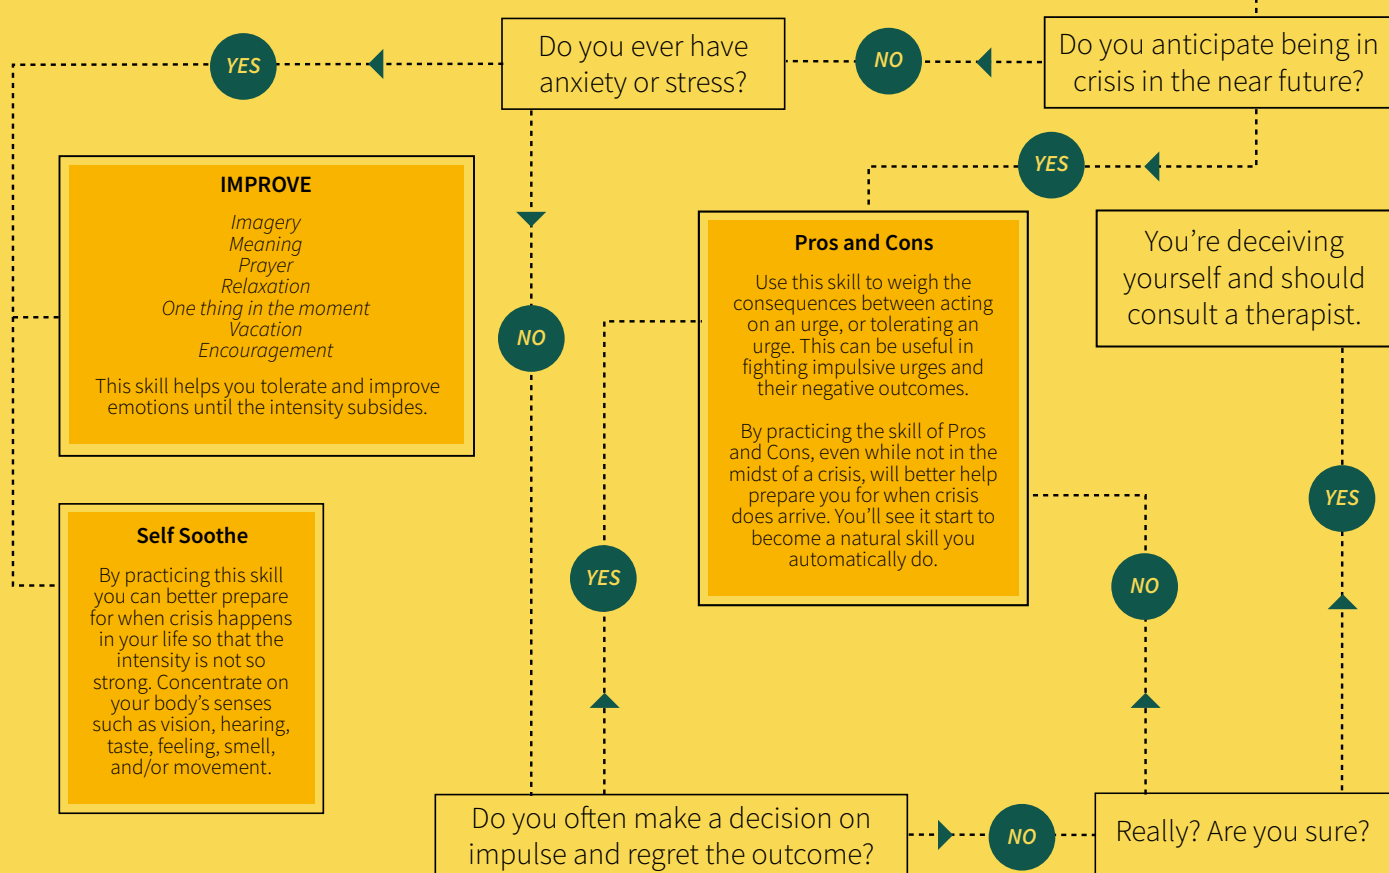 Do you anticipate being in
crisis in the near future?
NO
Do you ever have
anxiety or stress?
YES
YES
IMPROVE
Imagery
Meaning
Prayer
Relaxation
One thing in the moment
Vacation
Encouragement
This skill helps you tolerate and improve
emotions until the intensity subsides.
Self Soothe
By practicing this skill
you can better prepare
for when crisis happens
in your life so that the
intensity is not so
strong. Concentrate on
your body's senses
such as vision, hearing,
taste, feeling, smell,
and/or movement.
NO
Pros and Cons
Use this skill to weigh the
consequences between acting
on an urge, or tolerating an
urge. This can be useful in
fighting impulsive urges and
their negative outcomes.
By practicing the skill of Pros
and Cons, even while not in the
midst of a crisis, will better help
prepare you for when crisis
does arrive. You'll see it start to
become a natural skill you
automatically do.
You're deceiving
yourself and should
consult a therapist.
YES
YES
NO
Do you often make a decision on
impulse and regret the outcome?
NO
Really? Are you sure?